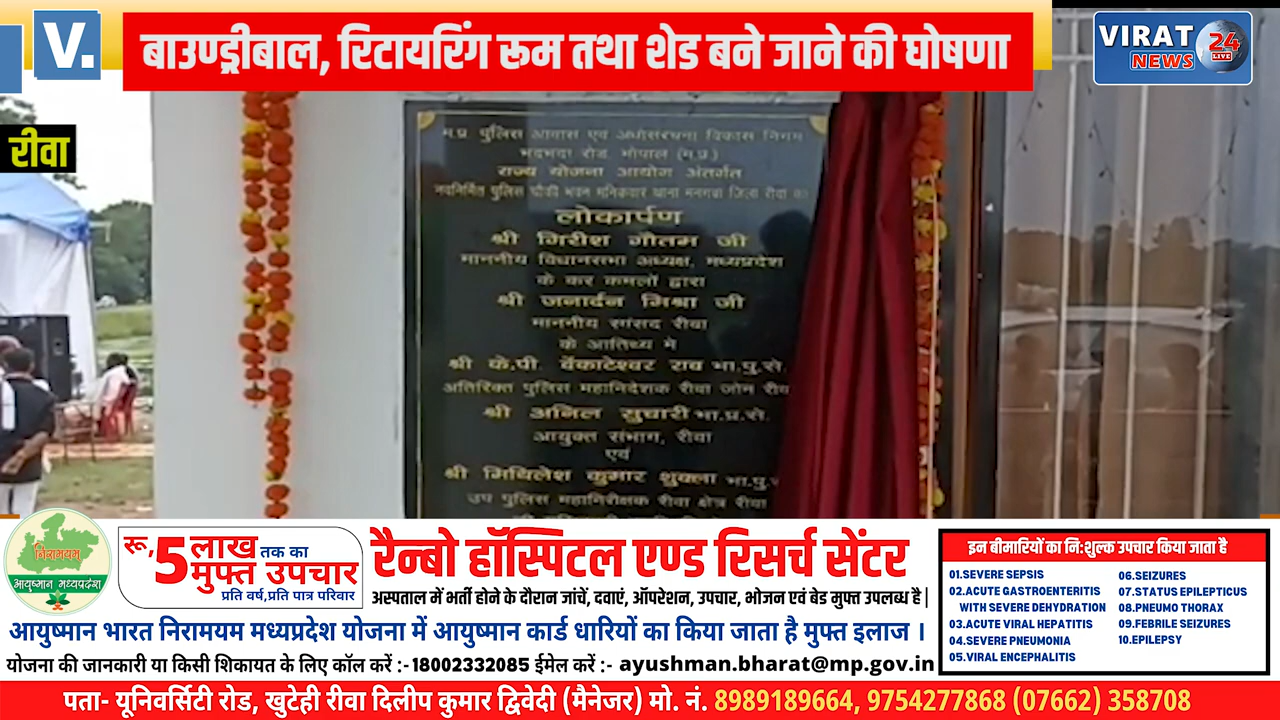 V.
बाउण्ड्रीबाल, रिटायरिंग रूम तथा शेड बने जाने की घोषणा
VIRAT
NEWS
24
LIVE
रीवा
म.प्र. पुलिस आवास एवं अधोसंरचना विकास निगम
भदभदा रोड, भोपाल (म.प्र.)
राज्य योजना आयोग अंतर्गत
नवनिर्मित पुलिस चौकी भवन मनिकवार थाना मनगवा जिला रीवा का
लोकार्पण
श्री गिरीश गौतम जी
माननीय विधानसभा अध्यक्ष, मध्यप्रदेश
के कर कमलों द्वारा
श्री जनार्दन मिश्रा जी
माननीय सांसद रीवा
के आतिथ्य मे
श्री के.पी. वेंकाटेश्वर राव भा.पु.से.
अतिरिक्त पुलिस महानिदेशक रीवा जोन
श्री अनिल सुचारी भा.प्र.से.
आयुक्त संभाग, रीवा
एवं
श्री मिथिलेश कुमार शुक्ला भा.पु.
उप पुलिस महानिरीक्षक रीवा क्षेत्र रीवा
निरामयम्
आयुष्मान मध्यप्रदेश
रू,5 लाख तक का
मुफ्त उपचार
प्रति वर्ष,प्रति पात्र परिवार
रैन्बो हॉस्पिटल एण्ड रिसर्च सेंटर
अस्पताल में भर्ती होने के दौरान जांचें, दवाएं, ऑपरेशन, उपचार, भोजन एवं बेड मुफ्त उपलब्ध है |
आयुष्मान भारत निरामयम मध्यप्रदेश योजना में आयुष्मान कार्ड धारियों का किया जाता है मुफ्त इलाज ।
योजना की जानकारी या किसी शिकायत के लिए कॉल करें :- 18002332085 ईमेल करें :- ayushman.bharat@mp.gov.in
इन बीमारियों का नि:शुल्क उपचार किया जाता है
01.SEVERE SEPSIS
02.ACUTE GASTROENTERITIS
WITH SEVERE DEHYDRATION
03.ACUTE VIRAL HEPATITIS
04.SEVERE PNEUMONIA
05.VIRAL ENCEPHALITIS
06.SEIZURES
07.STATUS EPILEPTICUS
08.PNEUMO THORAX
09.FEBRILE SEIZURES
10.EPILEPSY
पता- यूनिवर्सिटी रोड, खुटेही रीवा दिलीप कुमार द्विवेदी (मैनेजर) मो. नं. 8989189664, 9754277868 (07662) 358708